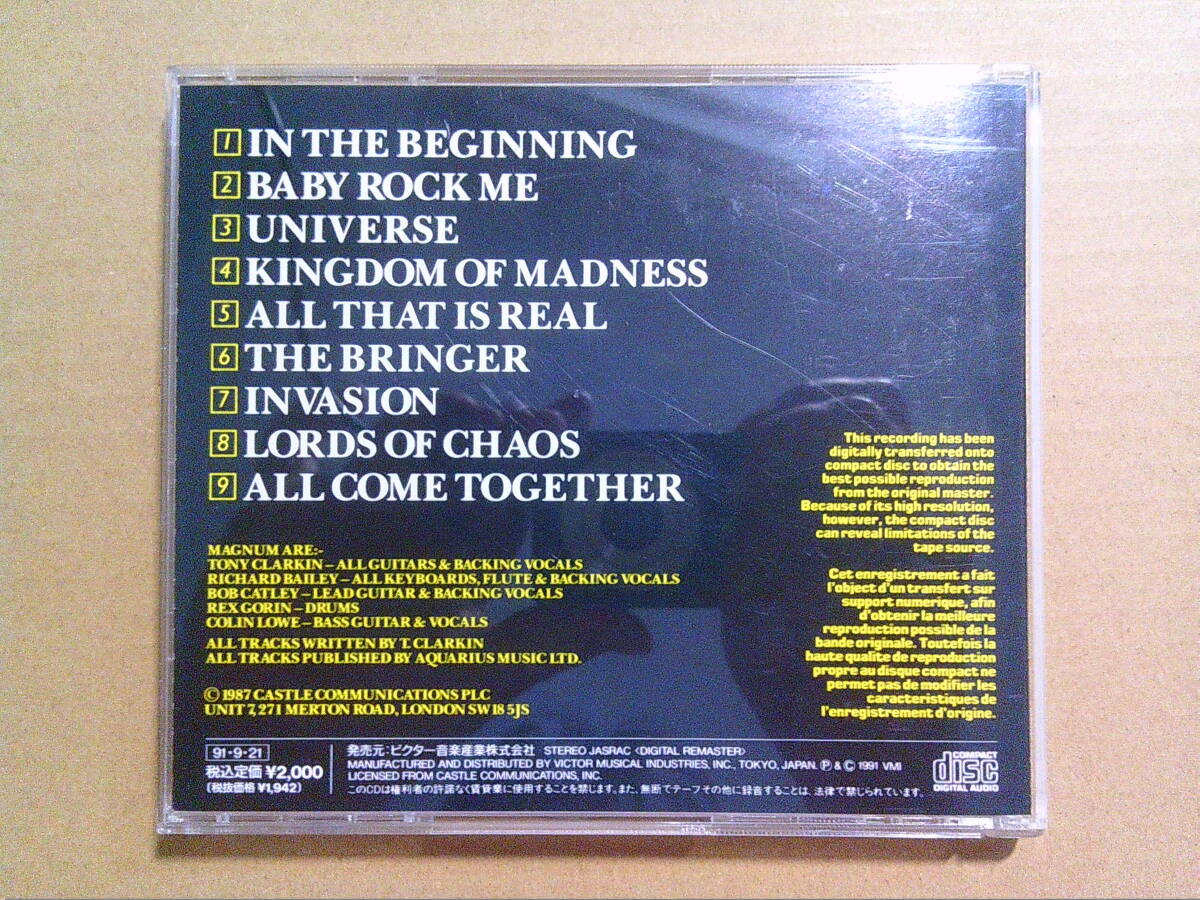 1 IN THE BEGINNING
2 BABY ROCK ME
3 UNIVERSE
4 KINGDOM OF MADNESS
5 ALL THAT IS REAL
6 THE BRINGER
7 INVASION
8 LORDS OF CHAOS
9 ALL COME TOGETHER
MAGNUM ARE:-
TONY CLARKIN – ALL GUITARS & BACKING VOCALS
RICHARD BAILEY – ALL KEYBOARDS, FLUTE & BACKING VOCALS
BOB CATLEY – LEAD GUITAR & BACKING VOCALS
REX GORIN – DRUMS
COLIN LOWE – BASS GUITAR & VOCALS
ALL TRACKS WRITTEN BY T. CLARKIN
ALL TRACKS PUBLISHED BY AQUARIUS MUSIC LTD.
© 1987 CASTLE COMMUNICATIONS PLC
UNIT 7, 271 MERTON ROAD, LONDON SW18 5JS
This recording has been
digitally transferred onto
compact disc to obtain the
best possible reproduction
from the original master.
Because of its high resolution,
however, the compact disc
can reveal limitations of the
tape source.
Cet enregistrement a fait
l'object d'un transfert sur
support numerique, afin
d'obtenir la meilleure
reproduction possible de la
bande originale. Toutefois la
haute qualite de reproduction
propre au disque compact ne
permet pas de modifier les
caracteristiques de
l'enregistrement d'origine.
91·9·21
税込定価 ¥2,000
(税抜価格 ¥1,942)
発売元:ビクター音楽産業株式会社 STEREO JASRAC <DIGITAL REMASTER>
MANUFACTURED AND DISTRIBUTED BY VICTOR MUSICAL INDUSTRIES, INC., TOKYO, JAPAN. Ⓟ & © 1991 VMI
LICENSED FROM CASTLE COMMUNICATIONS, INC.
このCDは権利者の許諾なく賃貸業に使用することを禁じます。また、無断でテープその他に録音することは、法律で禁じられています。
COMPACT
disc
DIGITAL AUDIO